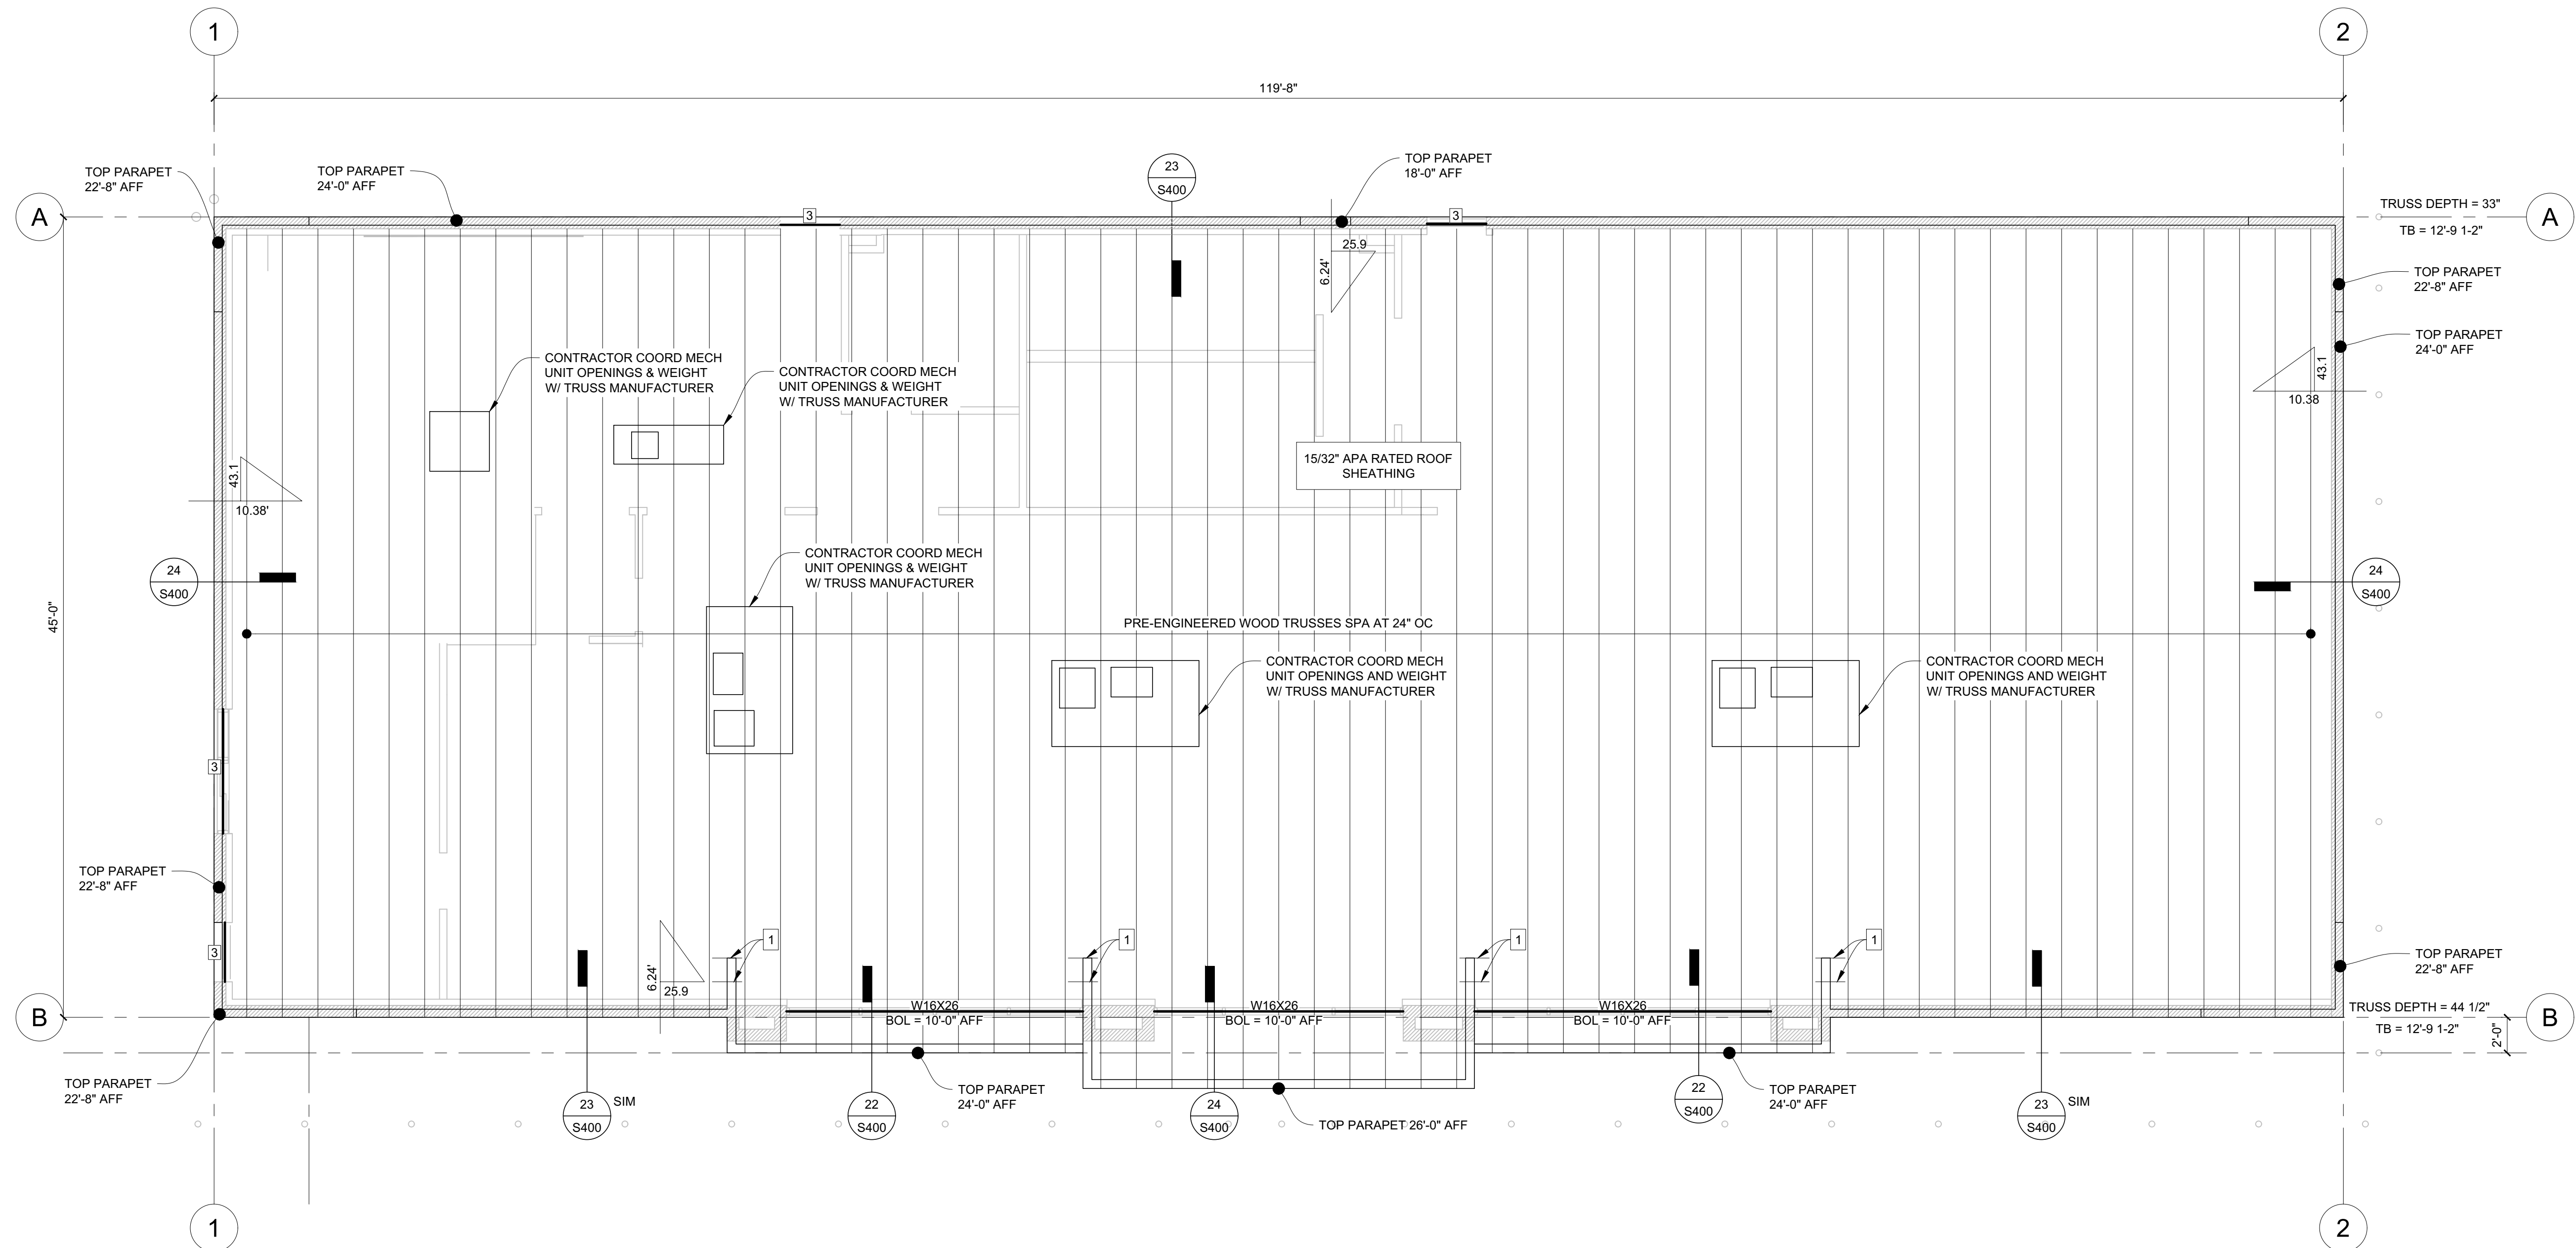 1
2
119'-8"
TOP PARAPET
22'-8" AFF
TOP PARAPET
24'-0" AFF
23
S400
TOP PARAPET
18'-0" AFF
A
3
3
TRUSS DEPTH = 33"
TB = 12'-9 1-2"
A
25.9
6.24'
TOP PARAPET
22'-8" AFF
TOP PARAPET
24'-0" AFF
43.1
10.38
CONTRACTOR COORD MECH
UNIT OPENINGS & WEIGHT
W/ TRUSS MANUFACTURER
CONTRACTOR COORD MECH
UNIT OPENINGS & WEIGHT
W/ TRUSS MANUFACTURER
15/32" APA RATED ROOF
SHEATHING
43.1
10.38'
24
S400
CONTRACTOR COORD MECH
UNIT OPENINGS & WEIGHT
W/ TRUSS MANUFACTURER
24
S400
45'-0"
PRE-ENGINEERED WOOD TRUSSES SPA AT 24" OC
CONTRACTOR COORD MECH
UNIT OPENINGS AND WEIGHT
W/ TRUSS MANUFACTURER
CONTRACTOR COORD MECH
UNIT OPENINGS AND WEIGHT
W/ TRUSS MANUFACTURER
3
TOP PARAPET
22'-8" AFF
3
1
1
1
1
6.24'
25.9
TOP PARAPET
22'-8" AFF
B
W16X26
BOL = 10'-0" AFF
W16X26
BOL = 10'-0" AFF
W16X26
BOL = 10'-0" AFF
TRUSS DEPTH = 44 1/2"
TB = 12'-9 1-2"
2'-0"
B
TOP PARAPET
22'-8" AFF
23
S400
SIM
22
S400
TOP PARAPET
24'-0" AFF
24
S400
TOP PARAPET 26'-0" AFF
22
S400
TOP PARAPET
24'-0" AFF
23
S400
SIM
1
2